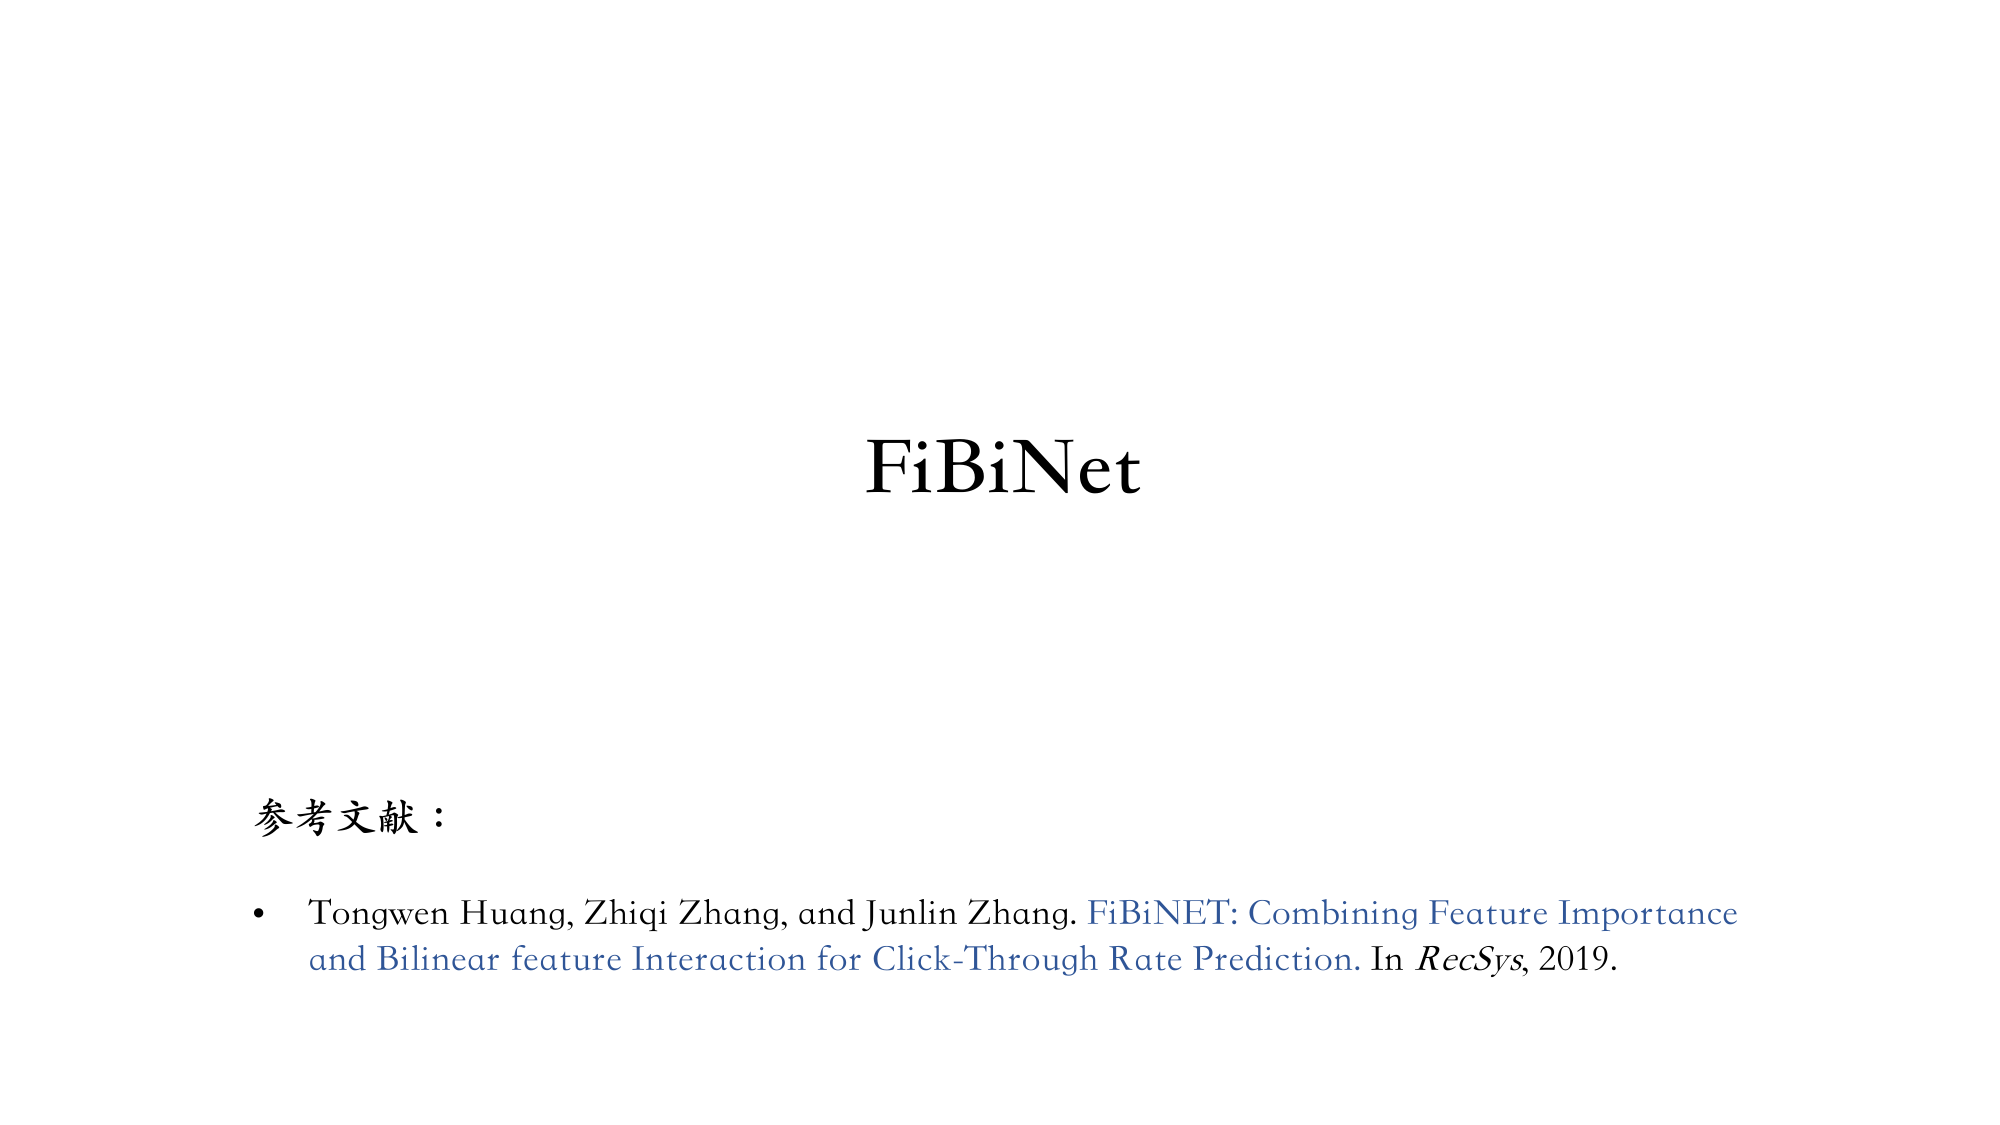 FiBiNet
参考文献：
• Tongwen Huang, Zhiqi Zhang, and Junlin Zhang. FiBiNET: Combining Feature Importance
and Bilinear feature Interaction for Click-Through Rate Prediction. In RecSys, 2019.